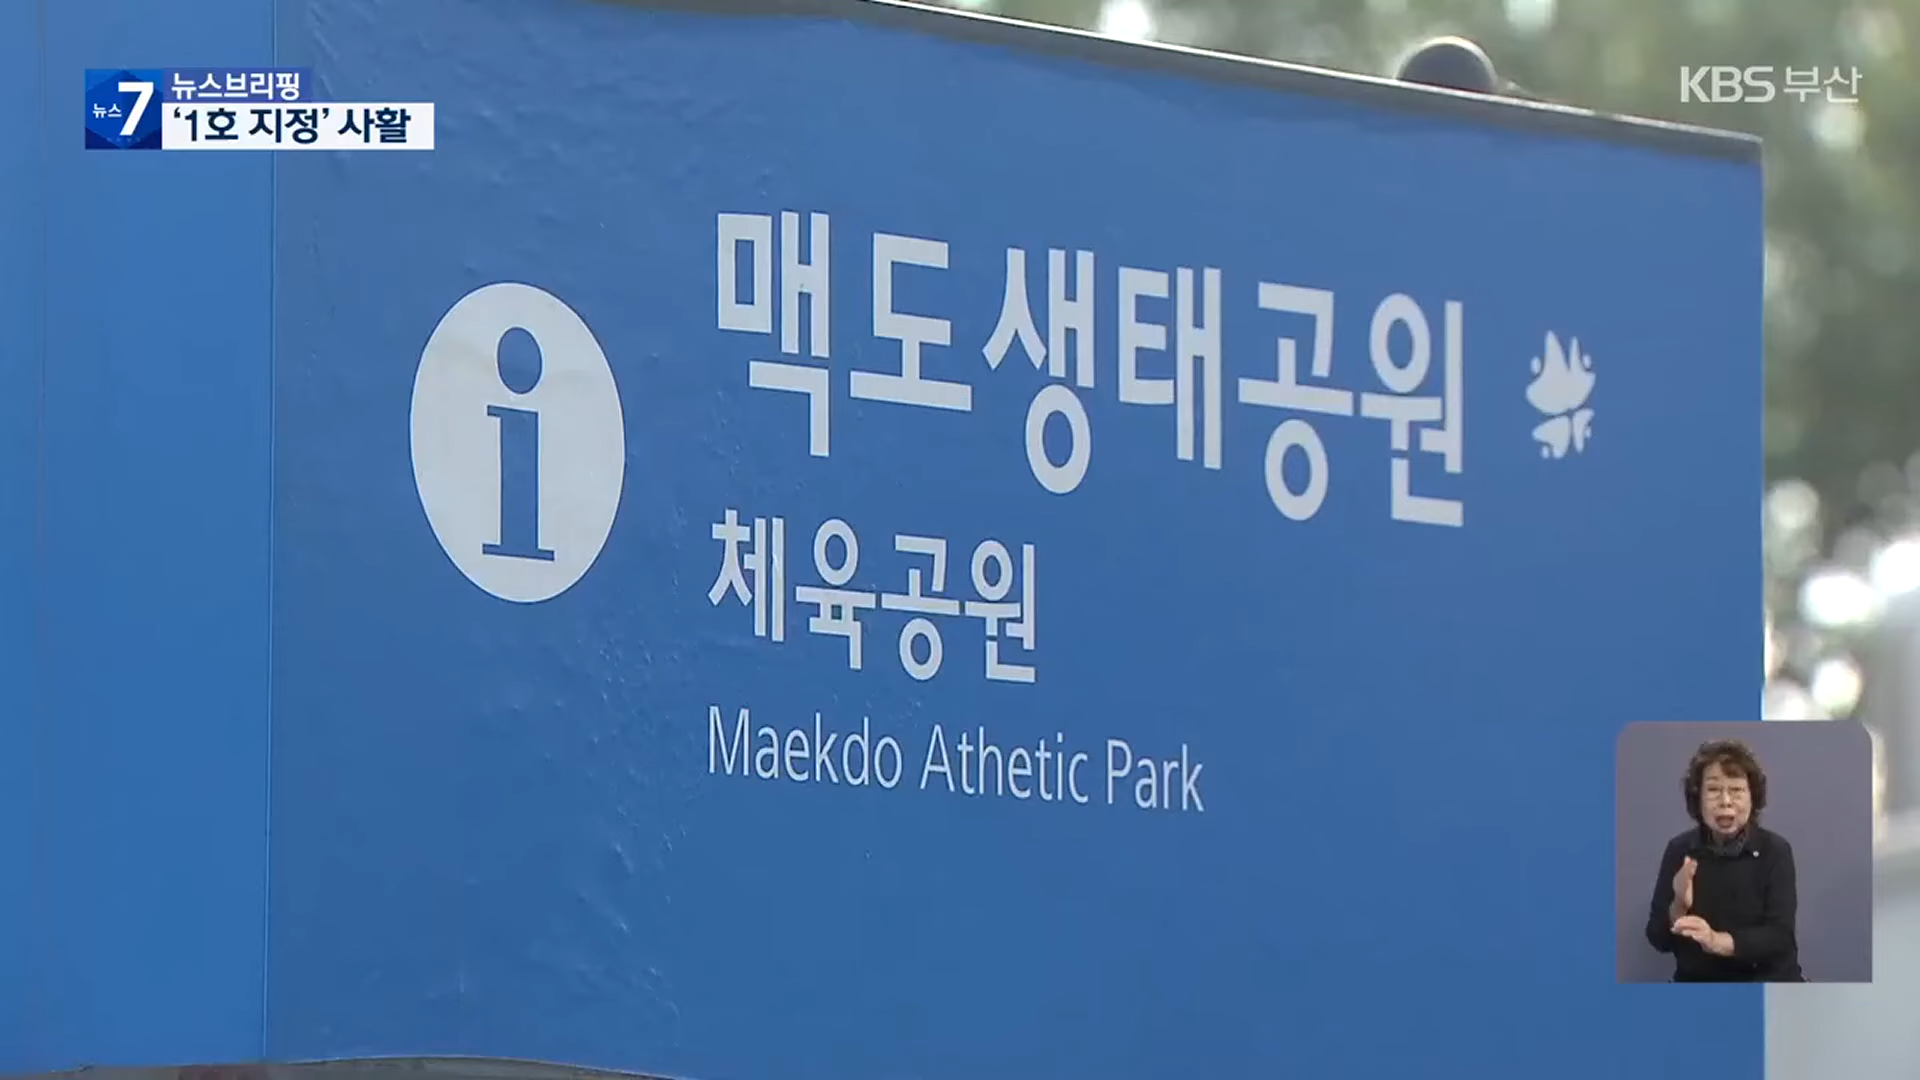 뉴스7
뉴스브리핑
‘1호 지정’ 사활
KBS 부산
맥도생태공원
체육공원
Maekdo Athetic Park